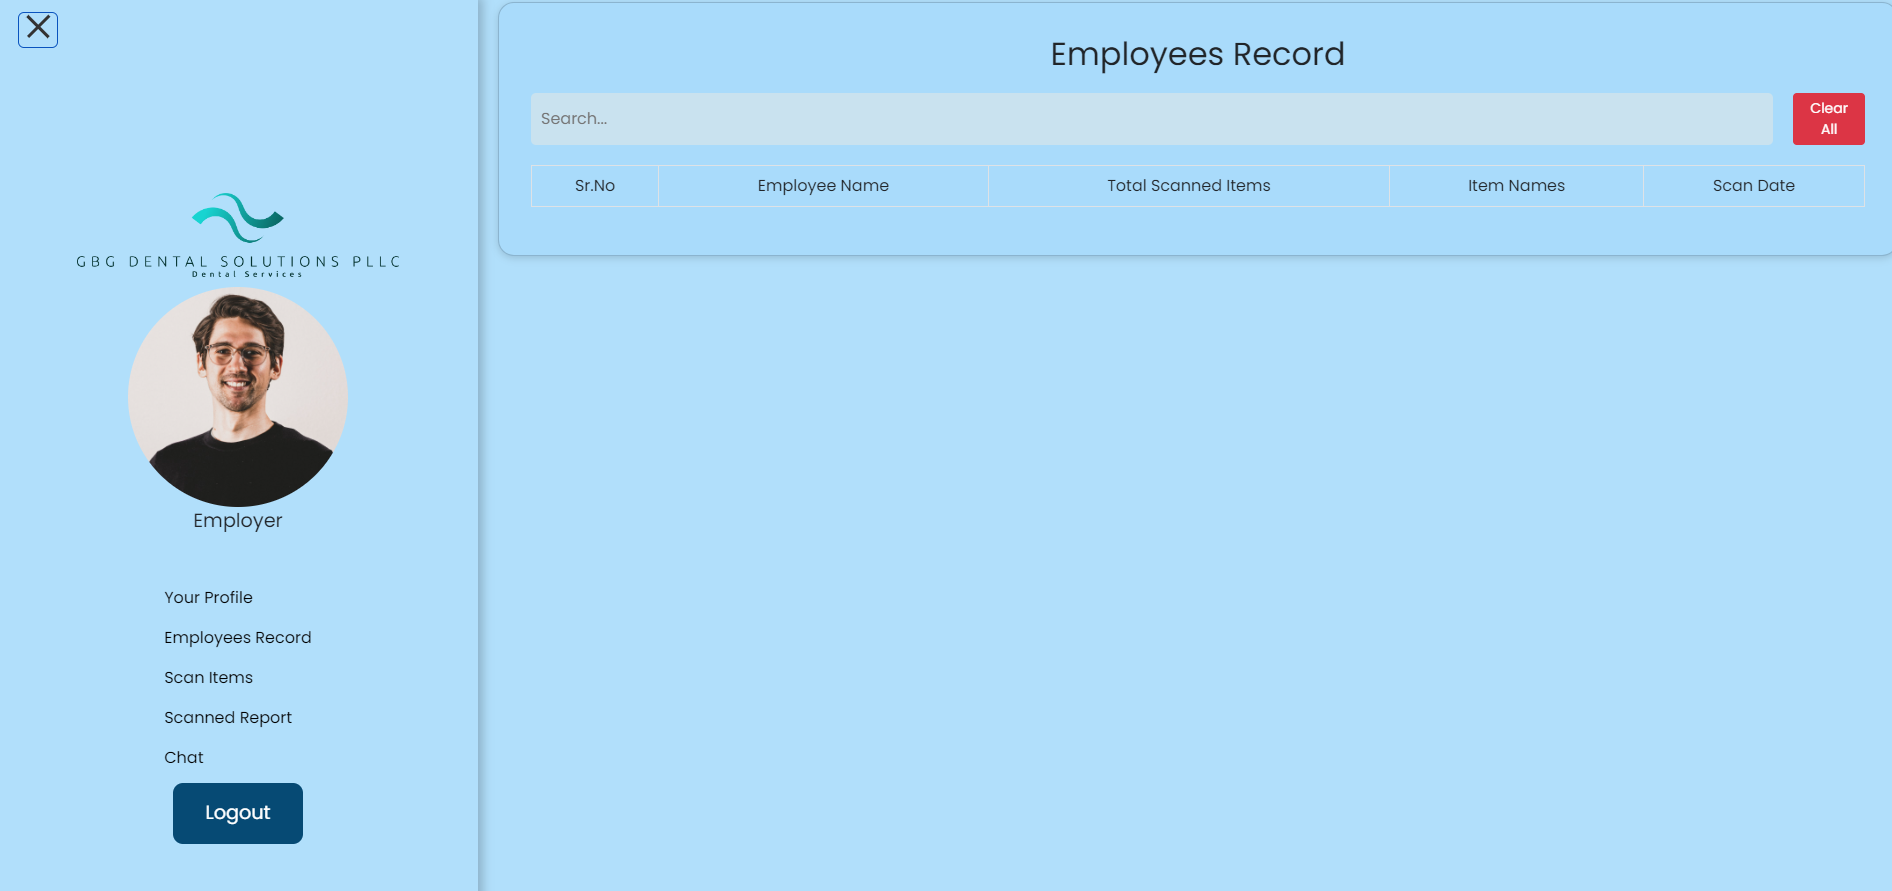 GBG DENTAL SOLUTIONS PLLC
Dental Services
Employer
Your Profile
Employees Record
Scan Items
Scanned Report
Chat
Logout
Employees Record
Search...
Clear
All
Sr.No Employee Name Total Scanned Items Item Names Scan Date